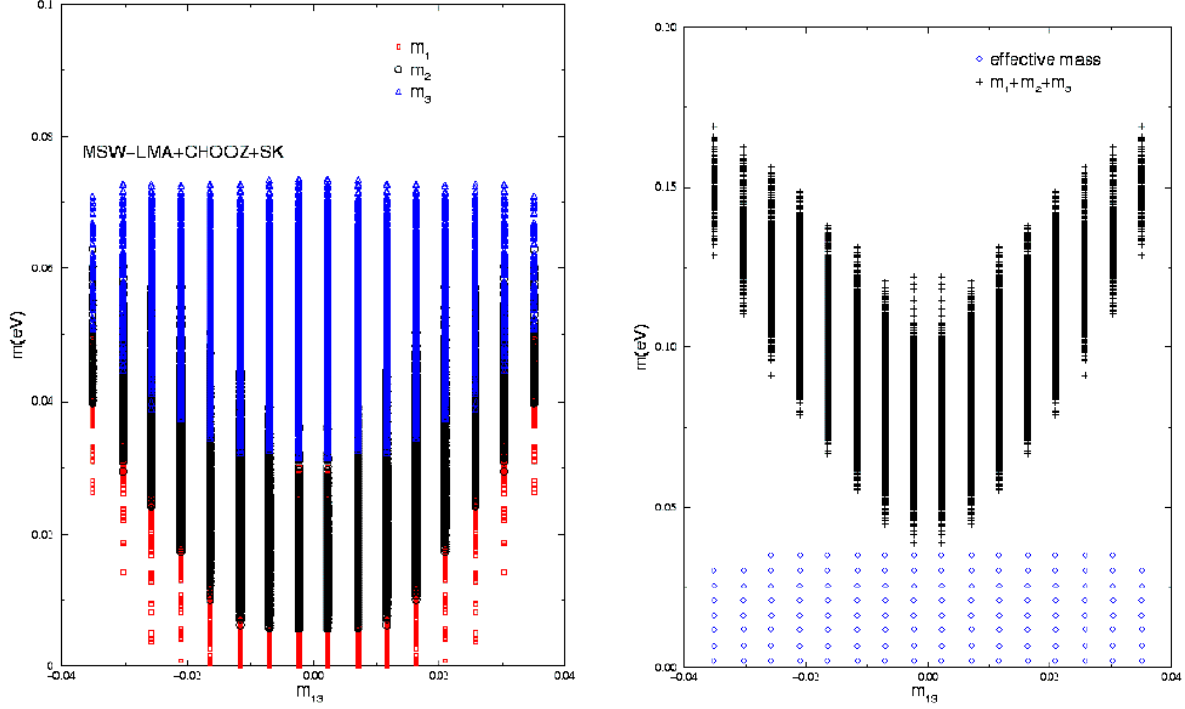 0.1
m₁
m₂
m₃
MSW–LMA+CHOOZ+SK
0.08
0.06
0.04
0.02
0
−0.04
−0.02
0.00
0.02
0.04
m(eV)
m₁₃
0.20
effective mass
m₁+m₂+m₃
0.15
0.10
0.05
0.00
−0.04
−0.02
0.00
0.02
0.04
m(eV)
m₁₃